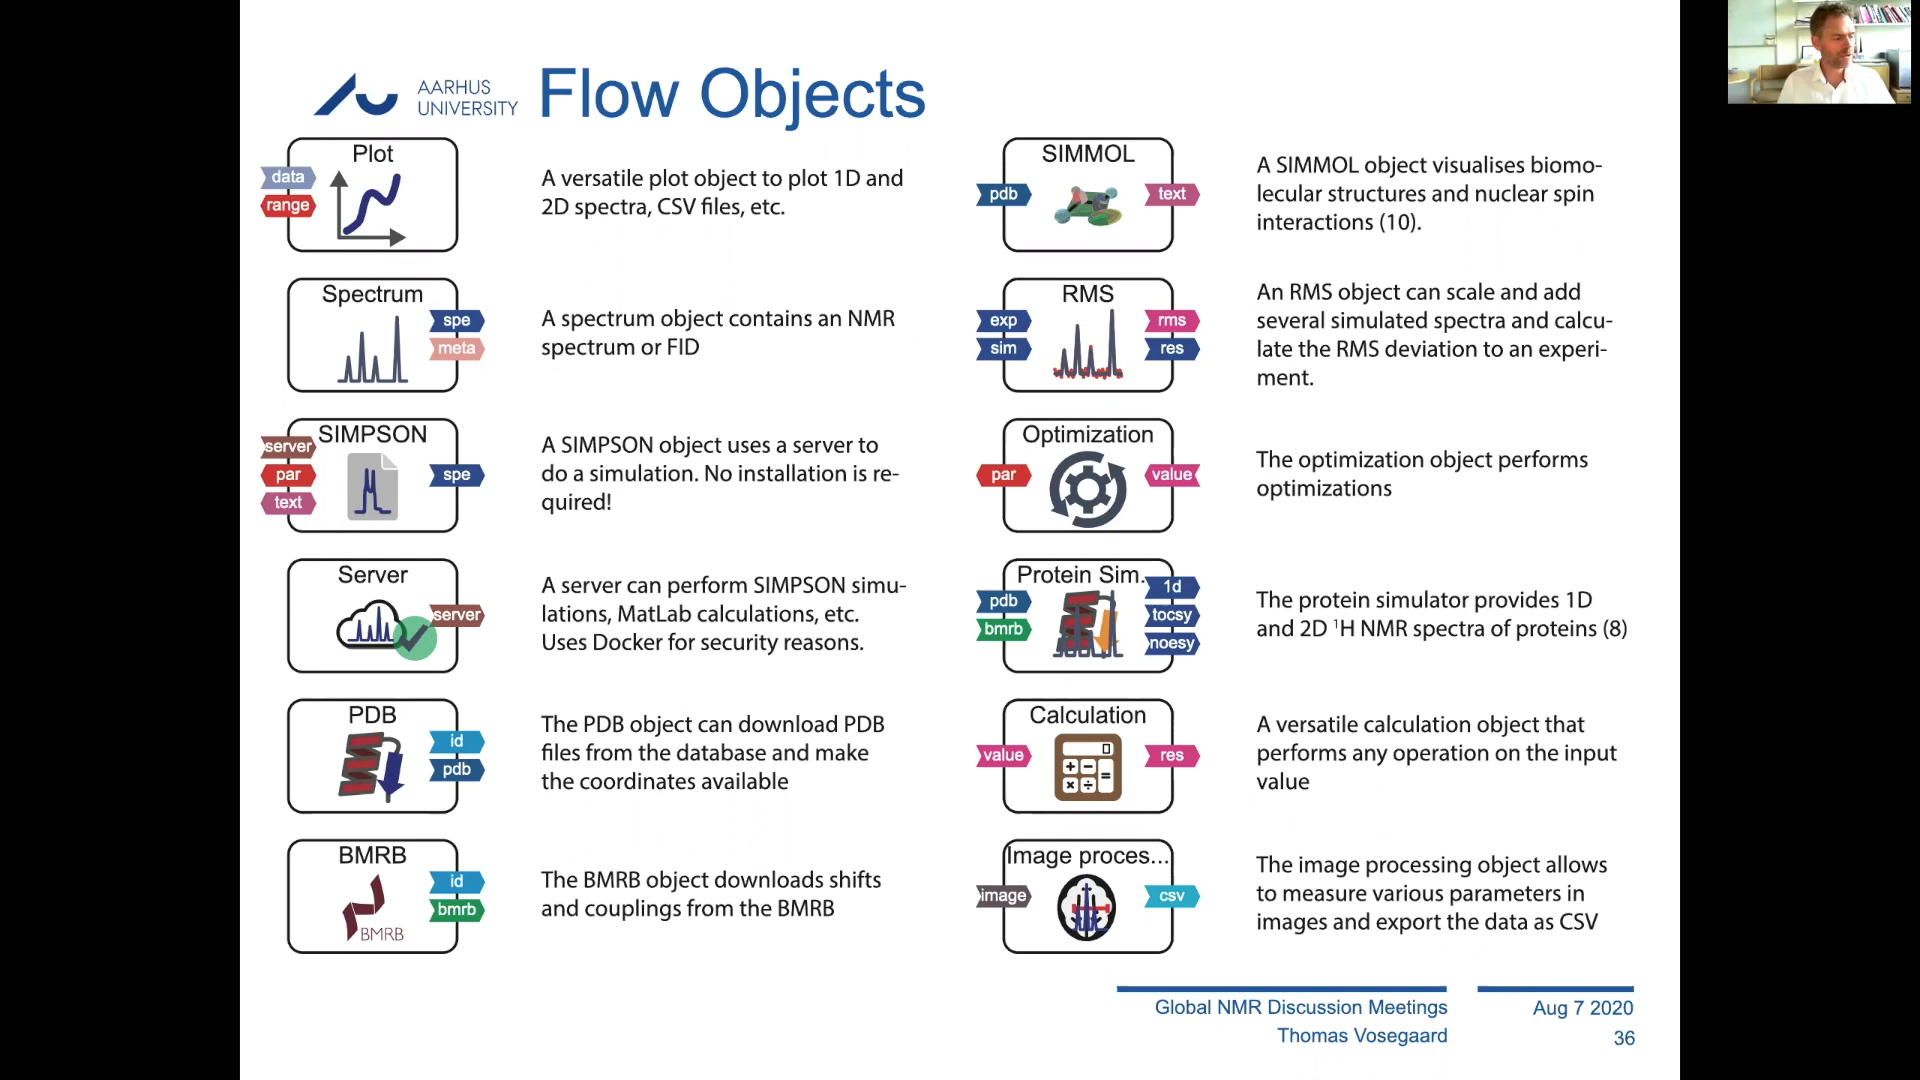 AARHUS
UNIVERSITY
Flow Objects
Plot
data
range
A versatile plot object to plot 1D and
2D spectra, CSV files, etc.
Spectrum
spe
meta
A spectrum object contains an NMR
spectrum or FID
SIMPSON
server
par
text
spe
A SIMPSON object uses a server to
do a simulation. No installation is re-
quired!
Server
server
A server can perform SIMPSON simu-
lations, MatLab calculations, etc.
Uses Docker for security reasons.
PDB
id
pdb
The PDB object can download PDB
files from the database and make
the coordinates available
BMRB
id
bmrb
BMRB
The BMRB object downloads shifts
and couplings from the BMRB
SIMMOL
pdb
text
A SIMMOL object visualises biomo-
lecular structures and nuclear spin
interactions (10).
RMS
exp
sim
rms
res
An RMS object can scale and add
several simulated spectra and calcu-
late the RMS deviation to an experi-
ment.
Optimization
par
value
The optimization object performs
optimizations
Protein Sim.
pdb
bmrb
1d
tocsy
noesy
The protein simulator provides 1D
and 2D ¹H NMR spectra of proteins (8)
Calculation
value
res
0
+ −
=
× ÷
A versatile calculation object that
performs any operation on the input
value
Image proces...
image
csv
The image processing object allows
to measure various parameters in
images and export the data as CSV
Global NMR Discussion Meetings
Thomas Vosegaard
Aug 7 2020
36